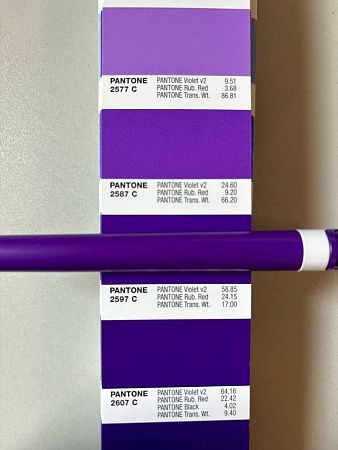 PANTONE PANTONE Violet v2 9.51
2577 C PANTONE Rub. Red 3.68
PANTONE Trans. Wt. 86.81
PANTONE PANTONE Violet v2 24.60
2587 C PANTONE Rub. Red 9.20
PANTONE Trans. Wt. 66.20
PANTONE PANTONE Violet v2 58.85
2597 C PANTONE Rub. Red 24.15
PANTONE Trans. Wt. 17.00
PANTONE PANTONE Violet v2 64.16
2607 C PANTONE Rub. Red 22.42
PANTONE Black 4.02
PANTONE Trans. Wt. 9.40